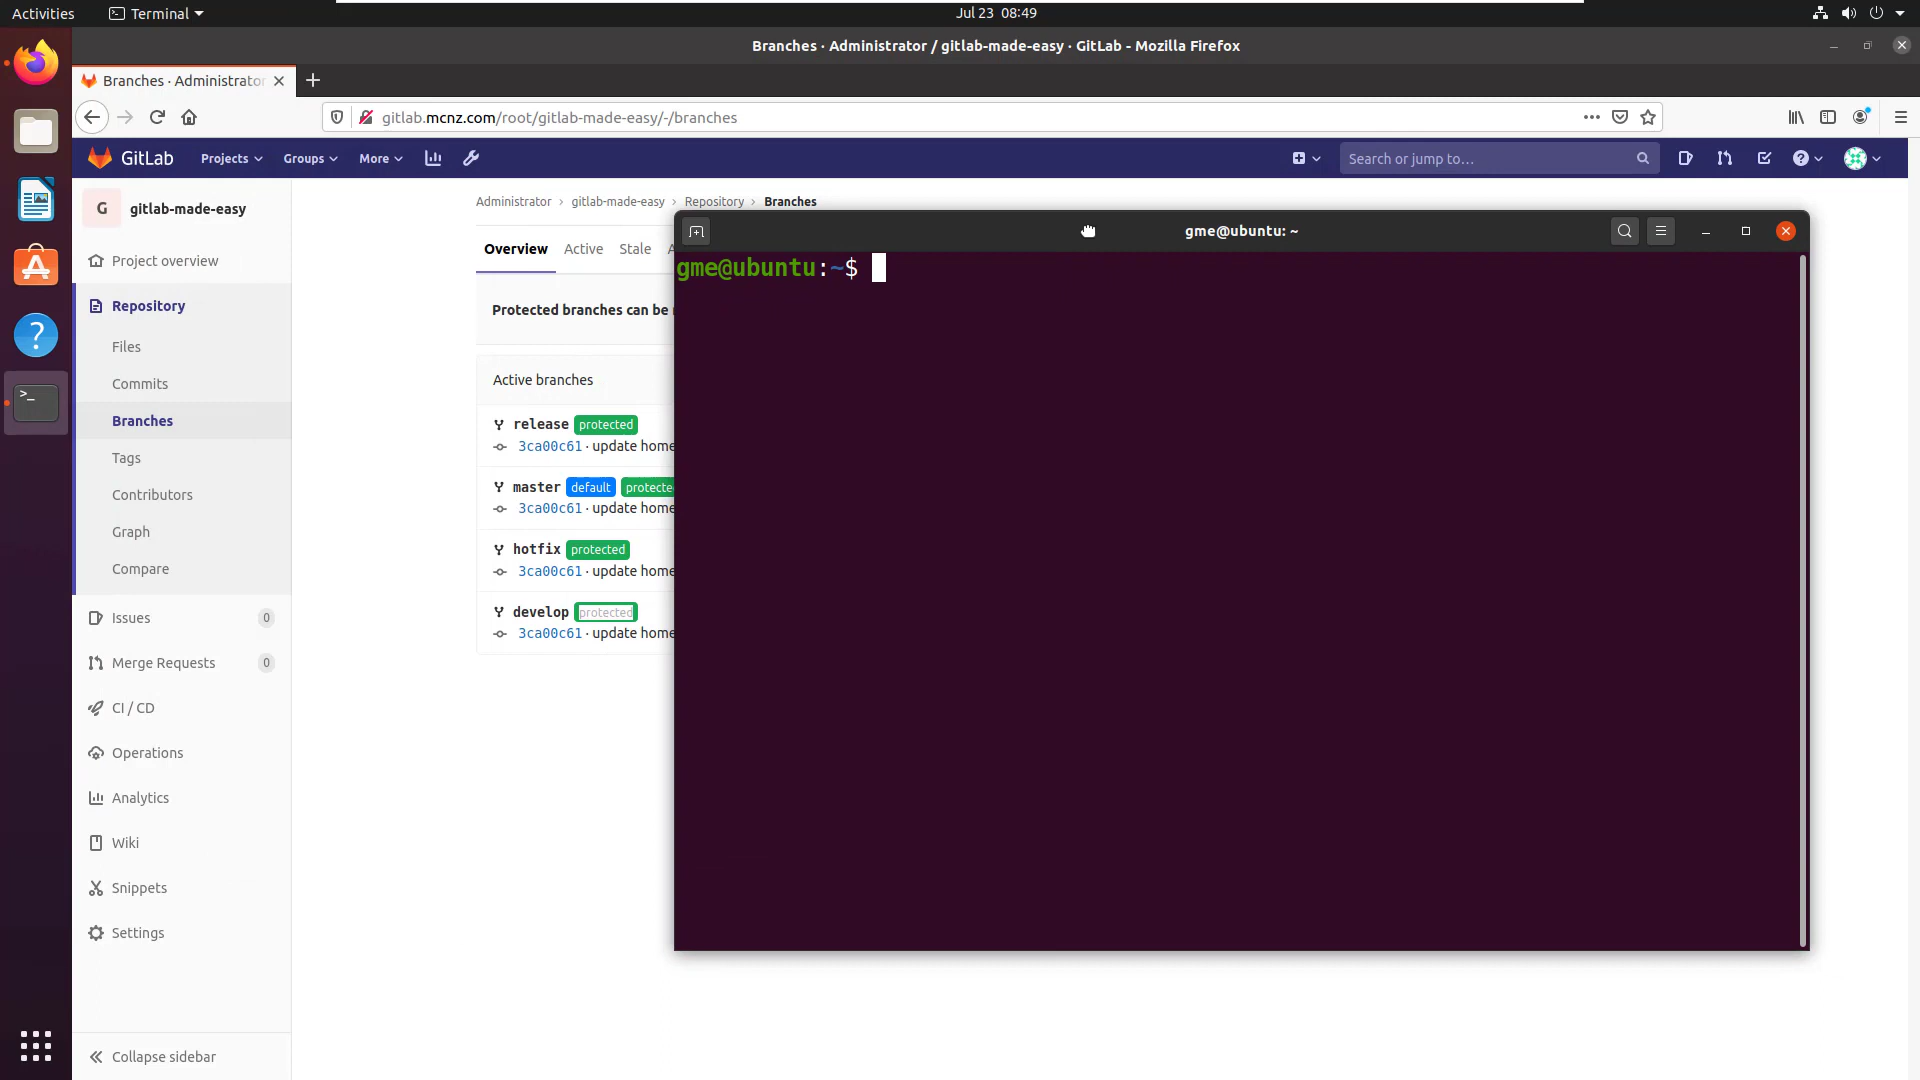 Activities
Terminal
Jul 23 08:49
Branches · Administrator / gitlab-made-easy · GitLab - Mozilla Firefox
Branches · Administrator
gitlab.mcnz.com/root/gitlab-made-easy/-/branches
GitLab
Projects
Groups
More
Search or jump to...
G
gitlab-made-easy
Administrator › gitlab-made-easy › Repository › Branches
gme@ubuntu: ~
Overview
Active
Stale
A
gme@ubuntu:~$
Project overview
Repository
Files
Commits
Branches
Tags
Contributors
Graph
Compare
Issues
0
Merge Requests
0
CI / CD
Operations
Analytics
Wiki
Snippets
Settings
Collapse sidebar
Protected branches can be
Active branches
release protected
3ca00c61 · update home
master default protecte
3ca00c61 · update home
hotfix protected
3ca00c61 · update home
develop protected
3ca00c61 · update home